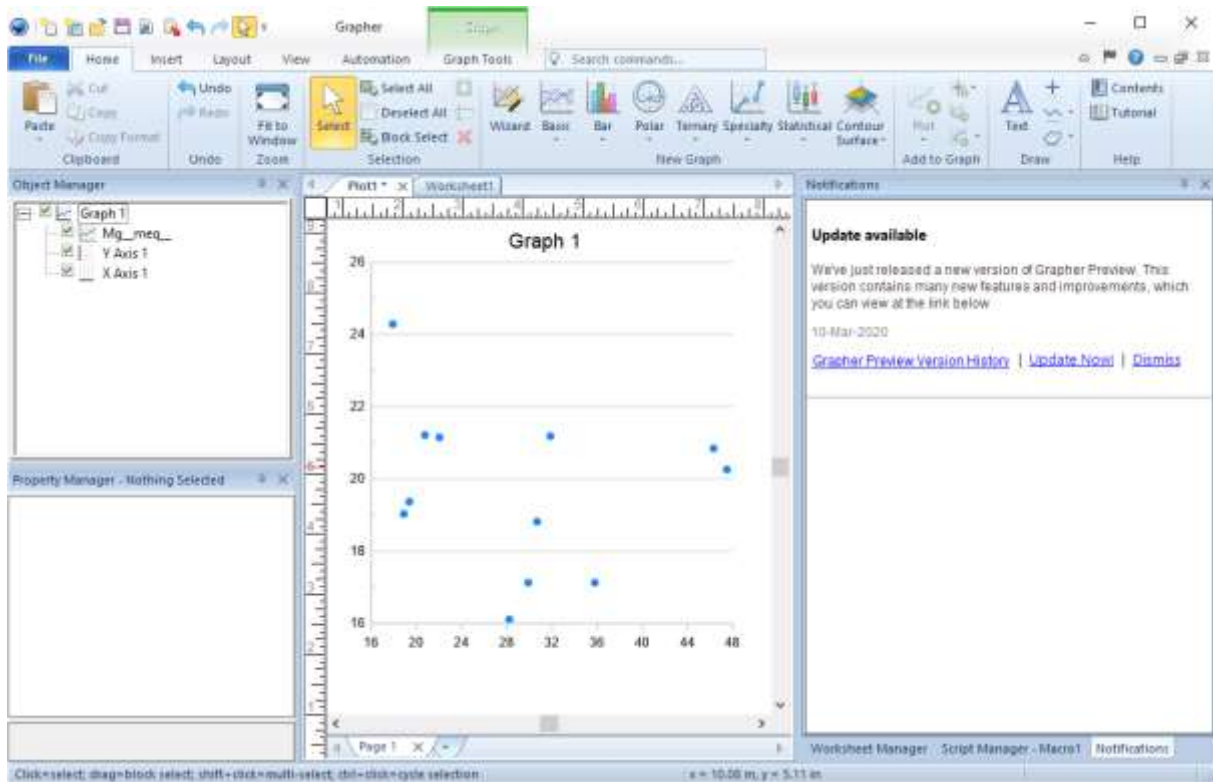 Grapher
File Home Insert Layout View Automation Graph Tools Search commands...
Paste
Cut
Copy
Copy Format
Clipboard
Undo
Redo
Undo
Fit to
Window
Zoom
Select
Select All
Deselect All
Block Select
Selection
Wizard Basic Bar Polar Ternary Specialty Statistical Contour
Surface
New Graph
Plot
Add to Graph
Text
Draw
Contents
Tutorial
Help
Object Manager
Graph 1
Mg__meq__
Y Axis 1
X Axis 1
Property Manager - Nothing Selected
Plot1 * Worksheet1
Graph 1
26
24
22
20
18
16
16 20 24 28 32 36 40 44 48
Page 1
Notifications
Update available
We've just released a new version of Grapher Preview. This
version contains many new features and improvements, which
you can view at the link below
10-Mar-2020
Grapher Preview Version History | Update Now! | Dismiss
Worksheet Manager Script Manager - Macro1 Notifications
Click=select; drag=block select; shift+click=multi-select; ctrl+click=cycle selection
x = 10.08 in, y = 5.11 in